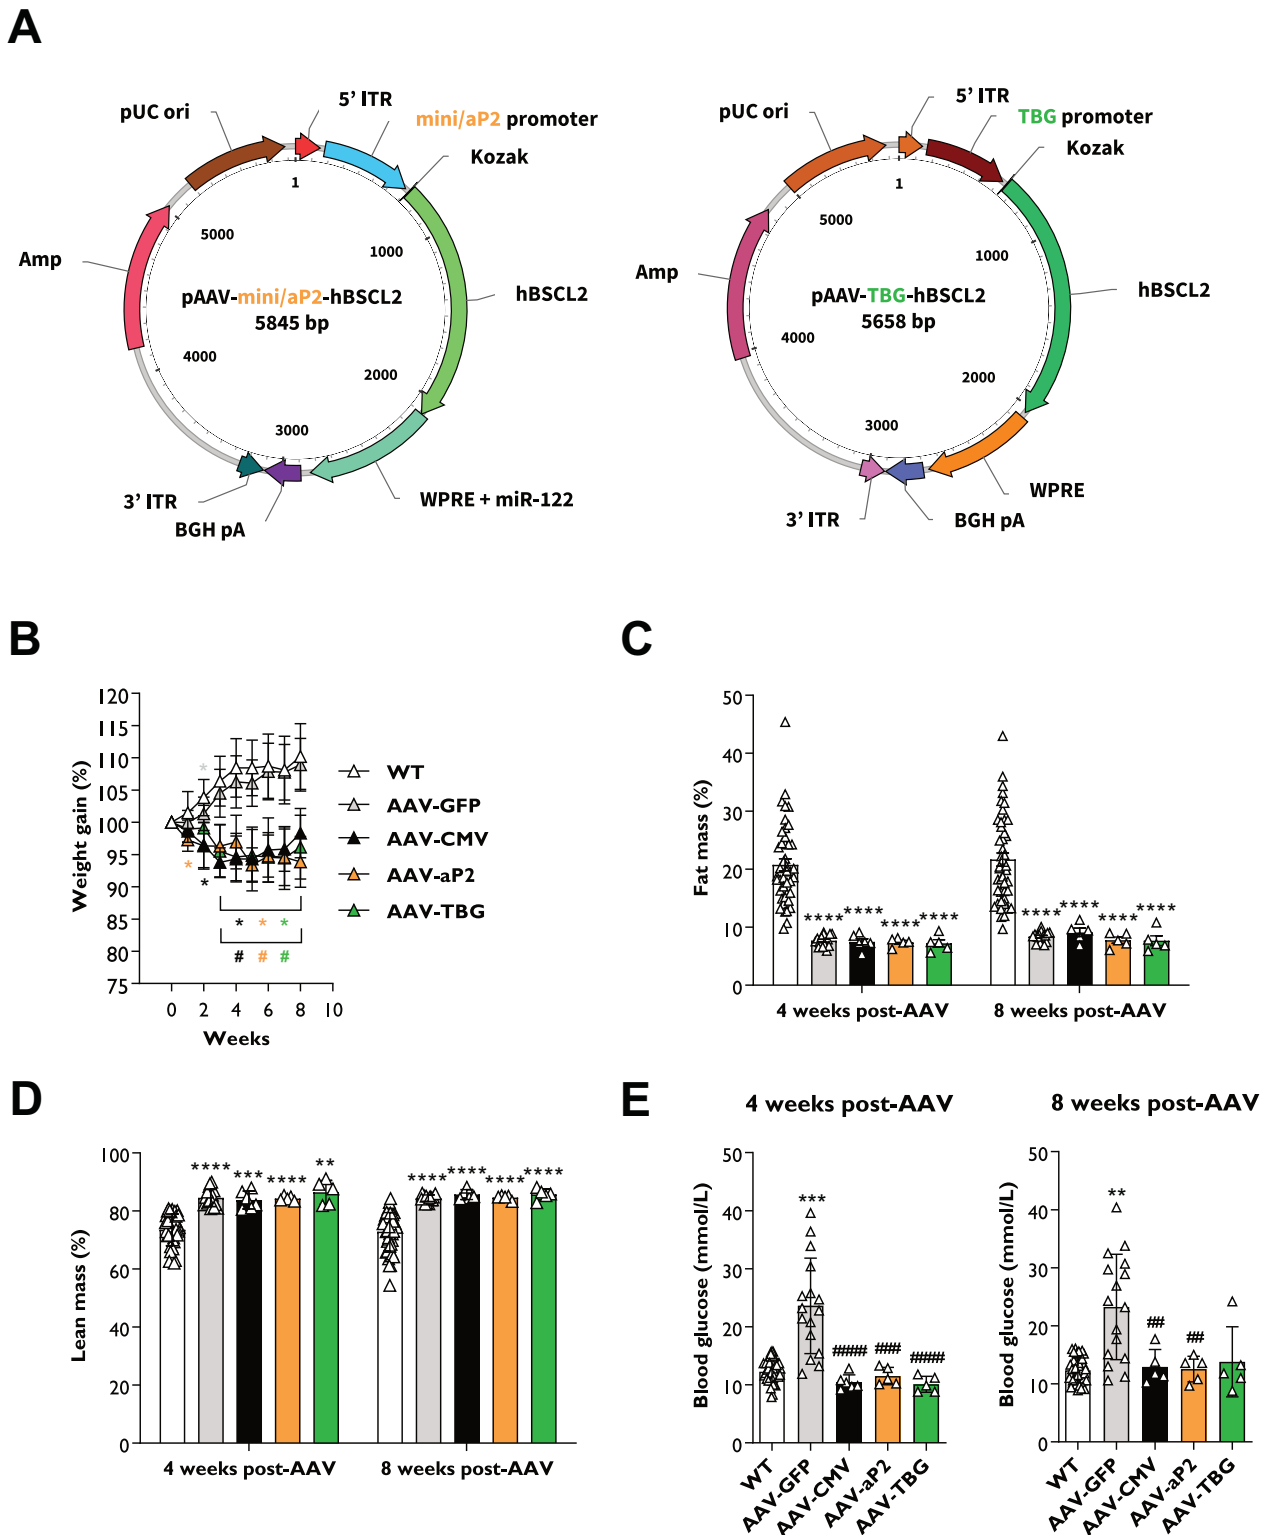 A
pUC ori
5' ITR
mini/aP2 promoter
Kozak
1
1000
2000
3000
4000
5000
Amp
pAAV-mini/aP2-hBSCL2
5845 bp
hBSCL2
WPRE + miR-122
BGH pA
3' ITR
pUC ori
5' ITR
TBG promoter
Kozak
1
1000
2000
3000
4000
5000
Amp
pAAV-TBG-hBSCL2
5658 bp
hBSCL2
WPRE
BGH pA
3' ITR
B
Weight gain (%)
120
115
110
105
100
95
90
85
80
75
*
*
*
* * *
# # #
0 2 4 6 8 10
Weeks
WT
AAV-GFP
AAV-CMV
AAV-aP2
AAV-TBG
C
Fat mass (%)
50
40
30
20
10
0
**** **** **** ****
**** **** **** ****
4 weeks post-AAV
8 weeks post-AAV
D
Lean mass (%)
100
80
60
40
20
0
**** *** **** **
**** **** **** ****
4 weeks post-AAV
8 weeks post-AAV
E
4 weeks post-AAV
Blood glucose (mmol/L)
50
40
30
20
10
0
***
#### ### ####
WT
AAV-GFP
AAV-CMV
AAV-aP2
AAV-TBG
8 weeks post-AAV
Blood glucose (mmol/L)
50
40
30
20
10
0
**
## ##
WT
AAV-GFP
AAV-CMV
AAV-aP2
AAV-TBG